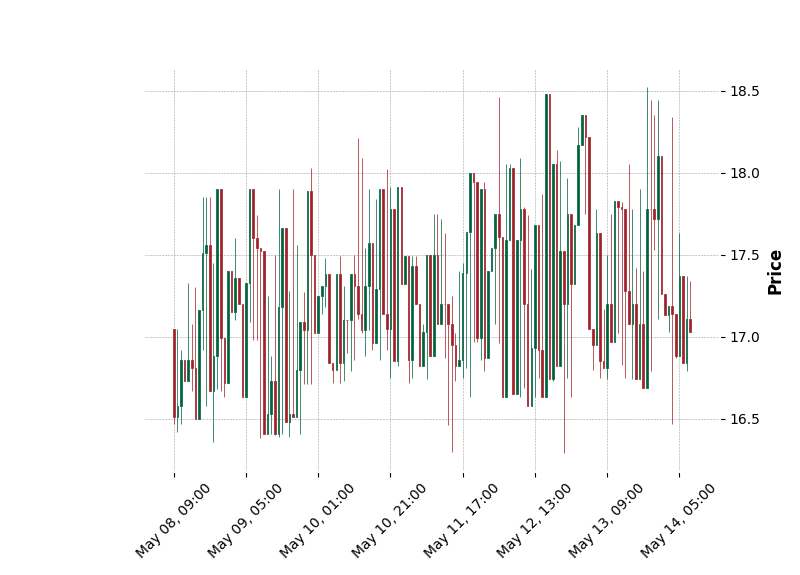 18.5
18.0
17.5
17.0
16.5
Price
May 08, 09:00
May 09, 05:00
May 10, 01:00
May 10, 21:00
May 11, 17:00
May 12, 13:00
May 13, 09:00
May 14, 05:00